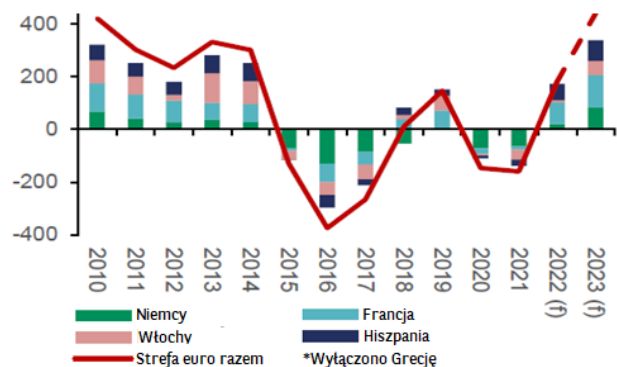 400
200
0
-200
-400
2010
2011
2012
2013
2014
2015
2016
2017
2018
2019
2020
2021
2022 (f)
2023 (f)
Niemcy
Francja
Włochy
Hiszpania
Strefa euro razem
*Wyłączono Grecję